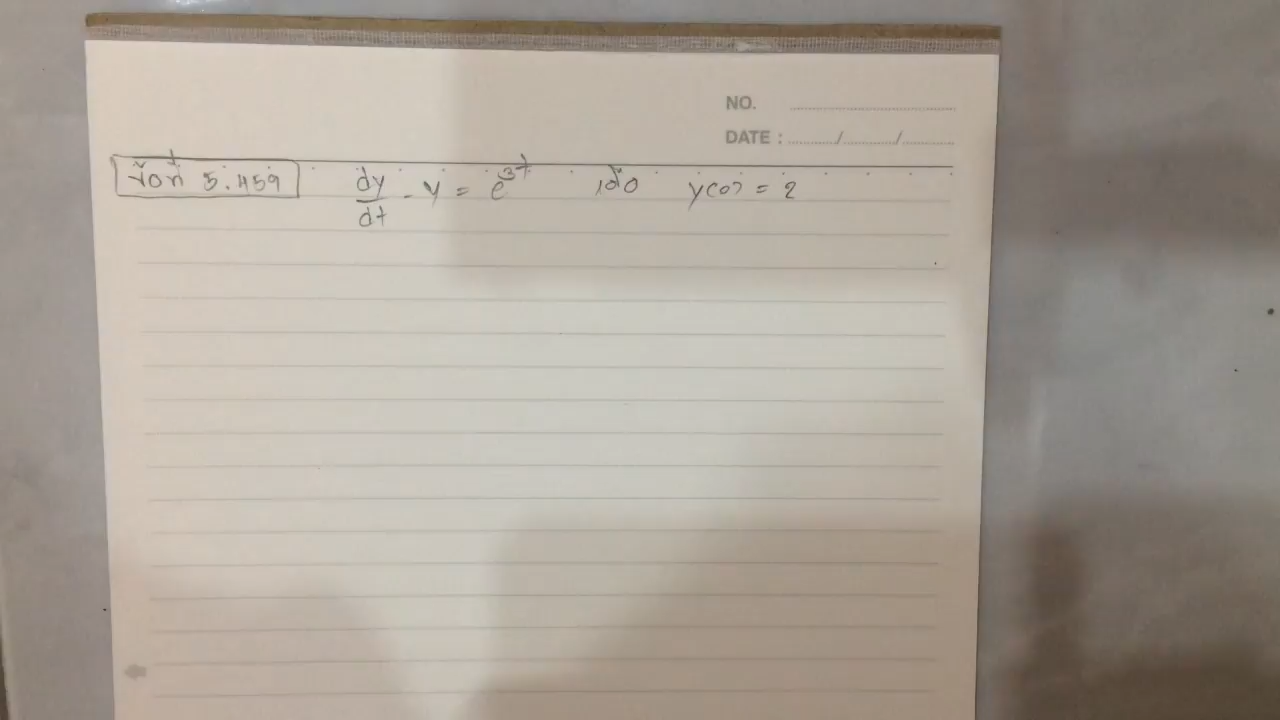 NO.
DATE : ........./........./.........
ข้อที่ 5.459 dy/dt - y = e^3t เมื่อ y(0) = 2